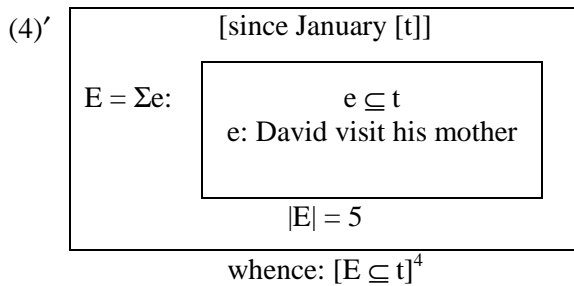 (4)′ [since January [t]]
E = Σe: e ⊆ t
e: David visit his mother
|E| = 5
whence: [E ⊆ t]⁴